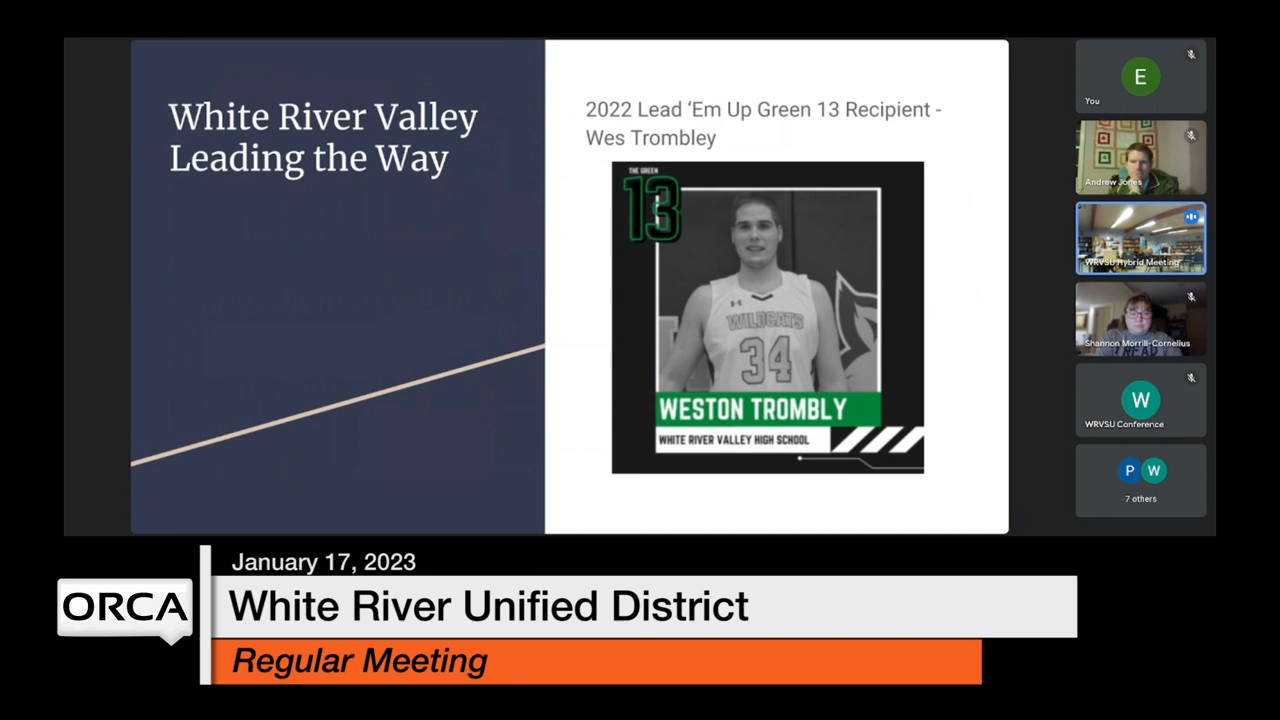 White River Valley
Leading the Way
2022 Lead ‘Em Up Green 13 Recipient -
Wes Trombley
THE GREEN
13
WILDCATS
34
WESTON TROMBLY
WHITE RIVER VALLEY HIGH SCHOOL
E
You
Andrew Jones
WRVSU Hybrid Meeting
Shannon Morrill-Cornelius
I READ
W
WRVSU Conference
P W
7 others
January 17, 2023
ORCA
White River Unified District
Regular Meeting